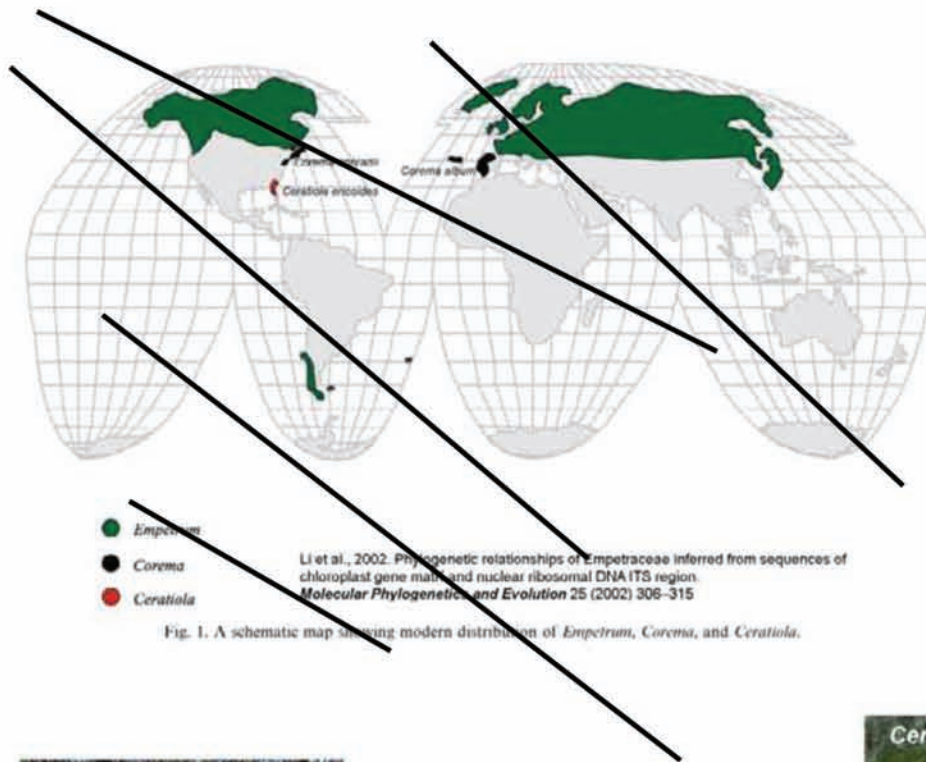 Corema album
Ceratiola ericoides
Empetrum
Corema
Ceratiola
Li et al., 2002. Phylogenetic relationships of Empetraceae inferred from sequences of
chloroplast gene matK and nuclear ribosomal DNA ITS region.
Molecular Phylogenetics and Evolution 25 (2002) 306–315
Fig. 1. A schematic map showing modern distribution of Empetrum, Corema, and Ceratiola.
Cer